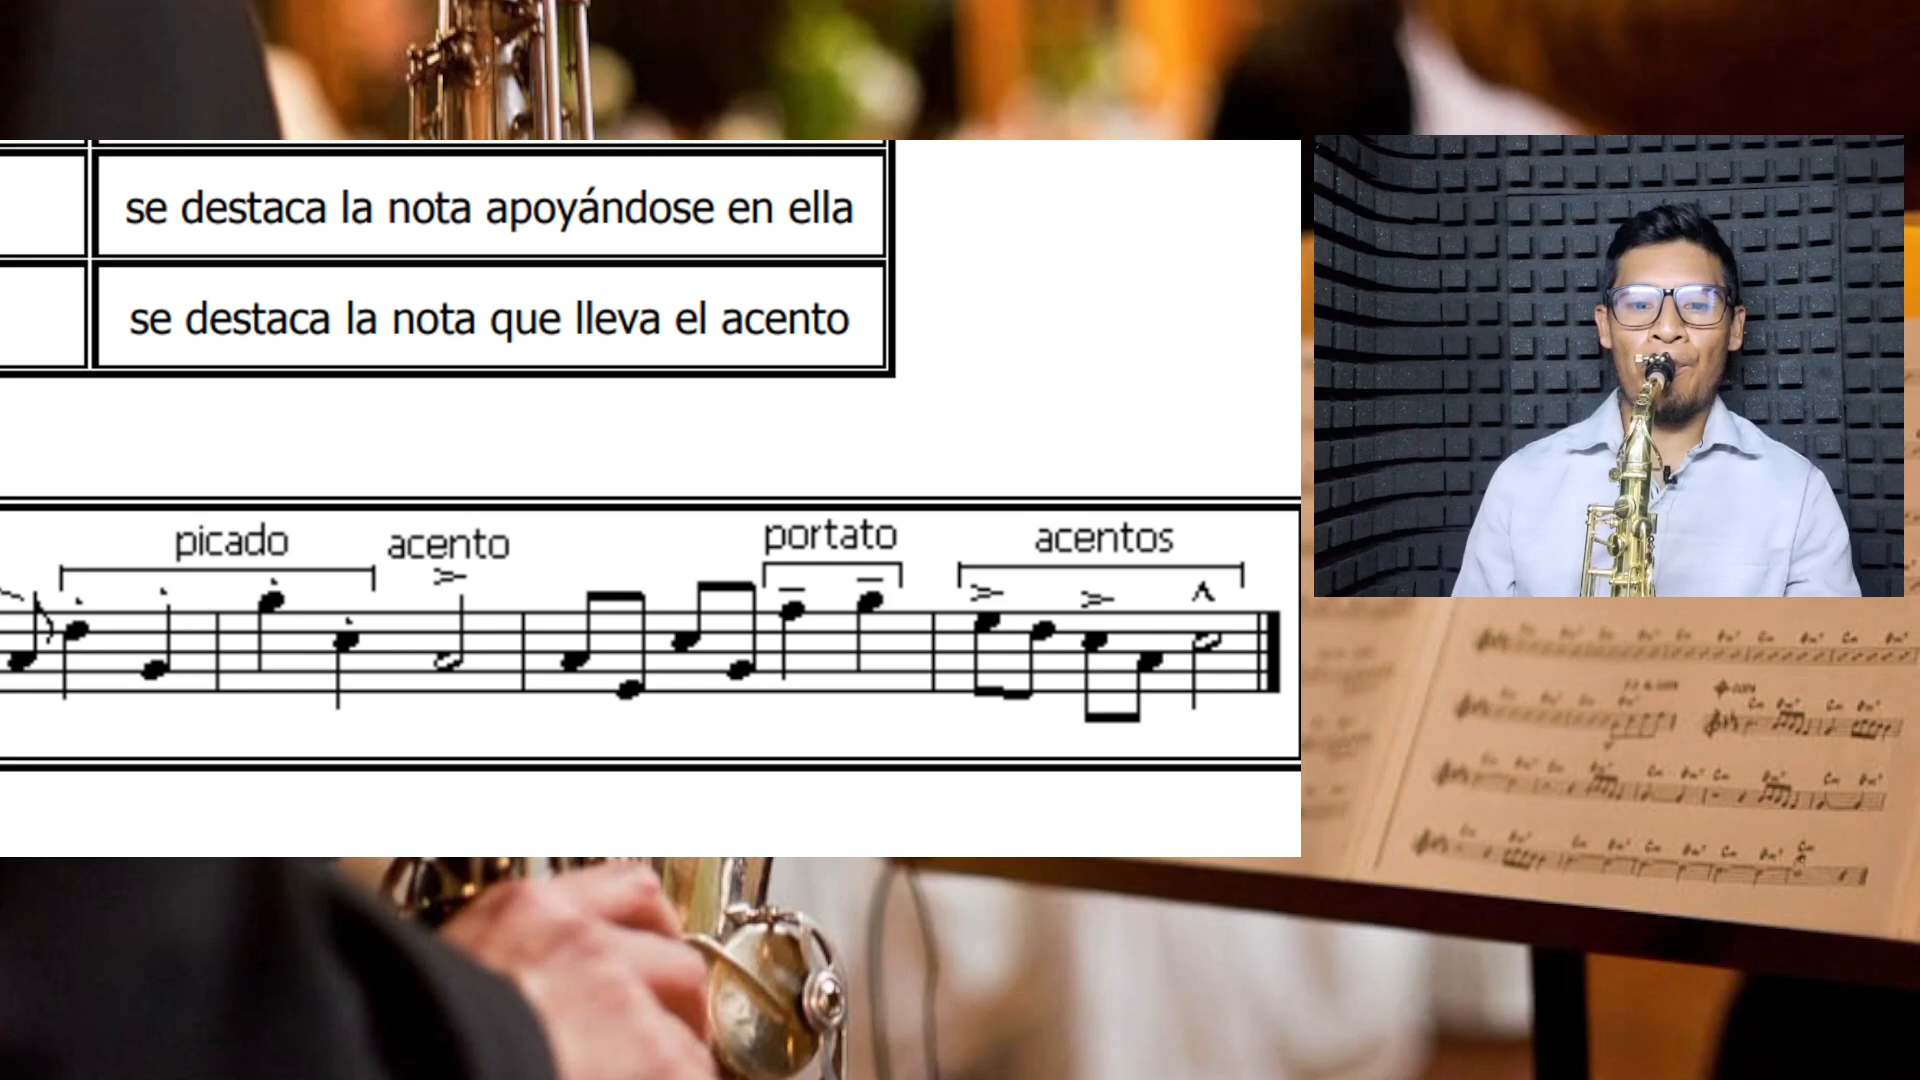 se destaca la nota apoyándose en ella
se destaca la nota que lleva el acento
picado acento portato acentos